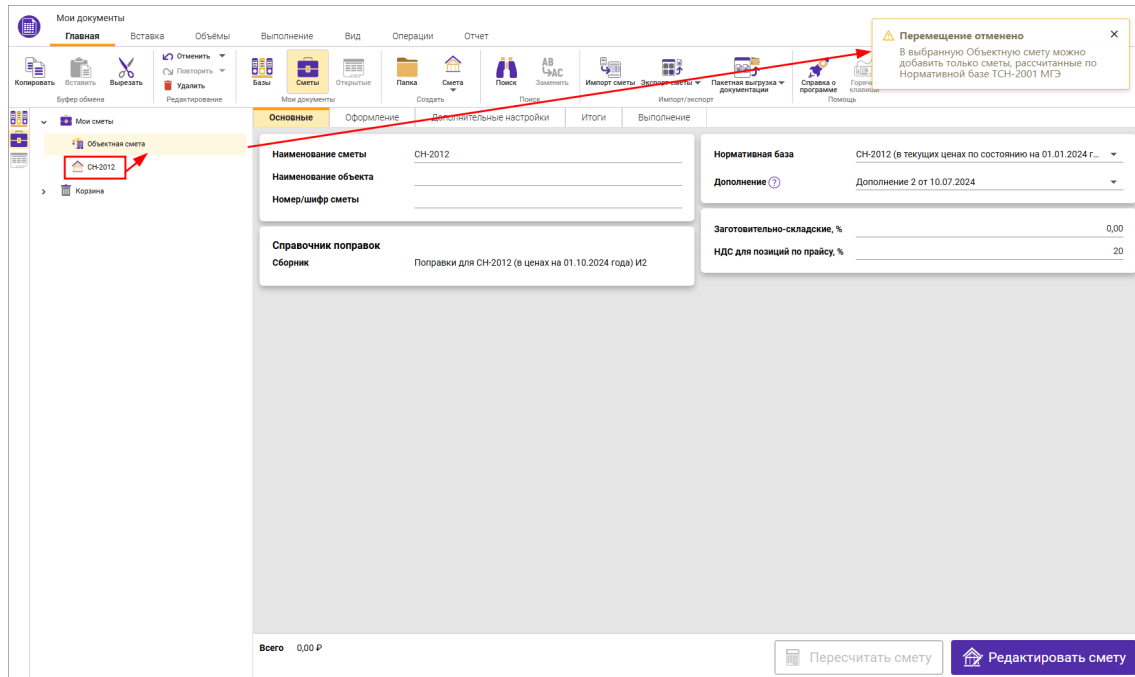 Мои документы
Главная Вставка Объёмы Выполнение Вид Операции Отчет
Копировать Вставить Вырезать
Буфер обмена
Отменить
Повторить
Удалить
Редактирование
Базы Сметы Открытые
Мои документы
Папка Смета
Создать
Поиск Заменить
AB
AC
Поиск
Импорт сметы Экспорт сметы Пакетная выгрузка
документации
Импорт/экспорт
Справка о
программе
Помощь
Перемещение отменено
В выбранную Объектную смету можно
добавить только сметы, рассчитанные по
Нормативной базе ТСН-2001 МГЭ
Мои сметы
Объектная смета
СН-2012
Корзина
Основные Оформление Дополнительные настройки Итоги Выполнение
Наименование сметы СН-2012
Наименование объекта
Номер/шифр сметы
Справочник поправок
Сборник Поправки для СН-2012 (в ценах на 01.10.2024 года) И2
Нормативная база СН-2012 (в текущих ценах по состоянию на 01.01.2024 г...
Дополнение ? Дополнение 2 от 10.07.2024
Заготовительно-складские, % 0,00
НДС для позиций по прайсу, % 20
Всего 0,00 ₽
Пересчитать смету
Редактировать смету